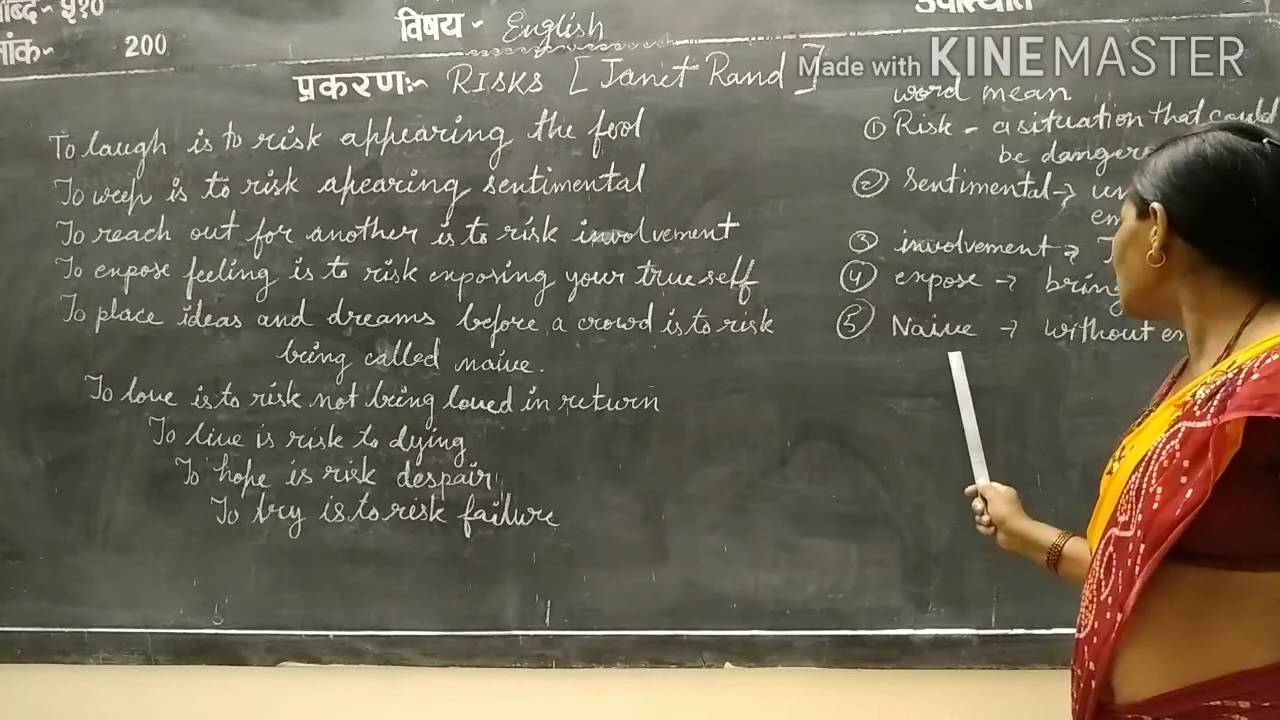 विषय - English
200
प्रकरण:- RISKS [Janet Rand]
Made with KINEMASTER
To laugh is to risk appearing the fool
To weep is to risk apearing sentimental
To reach out for another is to risk involvement
To expose feeling is to risk exposing your true self
To place ideas and dreams before a crowd is to risk
being called naive.
To love is to risk not being loved in return
To live is risk to dying
To hope is risk despair
To try is to risk failure
word mean
① Risk - a situation that could
be dangero
② Sentimental →
③ involvement →
④ expose → bring
⑤ Naive → without